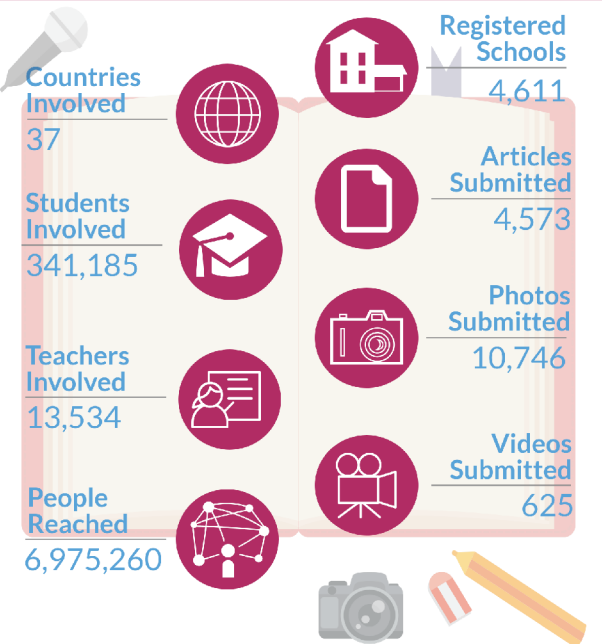 Countries
Involved
37
Students
Involved
341,185
Teachers
Involved
13,534
People
Reached
6,975,260
Registered
Schools
4,611
Articles
Submitted
4,573
Photos
Submitted
10,746
Videos
Submitted
625